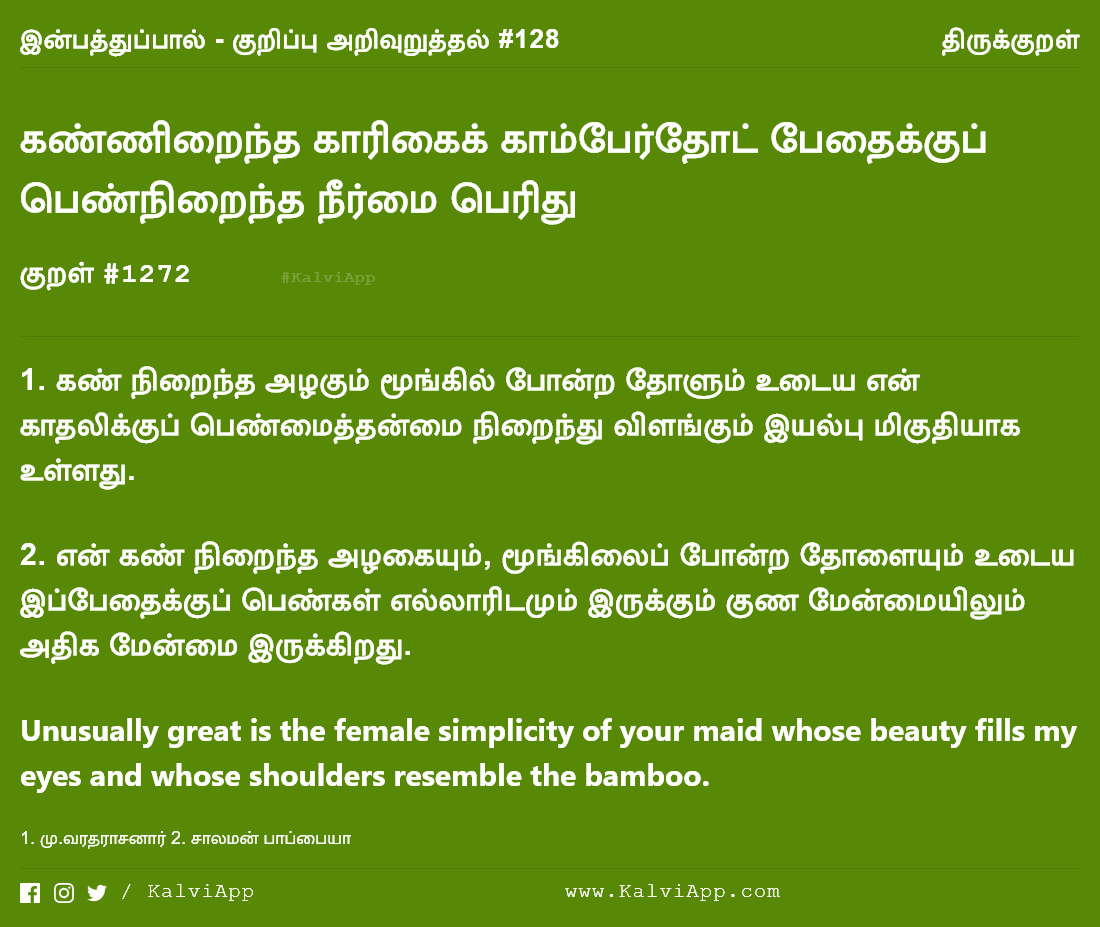 இன்பத்துப்பால் - குறிப்பு அறிவுறுத்தல் #128 திருக்குறள்
கண்ணிறைந்த காரிகைக் காம்பேர்தோட் பேதைக்குப்
பெண்நிறைந்த நீர்மை பெரிது
குறள் #1272 #KalviApp
1. கண் நிறைந்த அழகும் மூங்கில் போன்ற தோளும் உடைய என்
காதலிக்குப் பெண்மைத்தன்மை நிறைந்து விளங்கும் இயல்பு மிகுதியாக
உள்ளது.
2. என் கண் நிறைந்த அழகையும், மூங்கிலைப் போன்ற தோளையும் உடைய
இப்பேதைக்குப் பெண்கள் எல்லாரிடமும் இருக்கும் குண மேன்மையிலும்
அதிக மேன்மை இருக்கிறது.
Unusually great is the female simplicity of your maid whose beauty fills my
eyes and whose shoulders resemble the bamboo.
1. மு.வரதராசனார் 2. சாலமன் பாப்பையா
/ KalviApp www.KalviApp.com